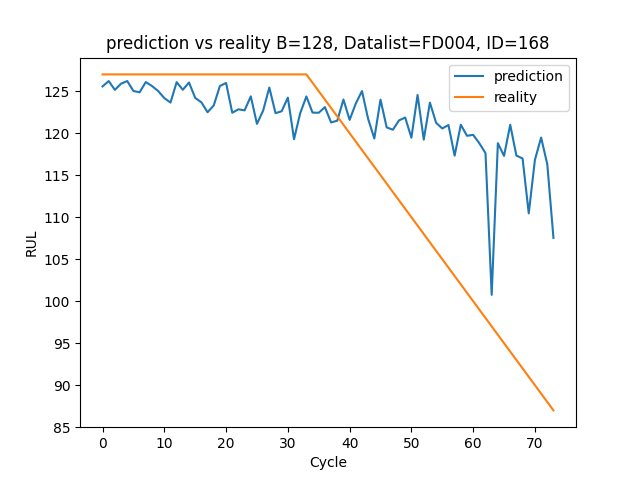 prediction vs reality B=128, Datalist=FD004, ID=168
prediction
reality
RUL
125
120
115
110
105
100
95
90
85
0 10 20 30 40 50 60 70
Cycle